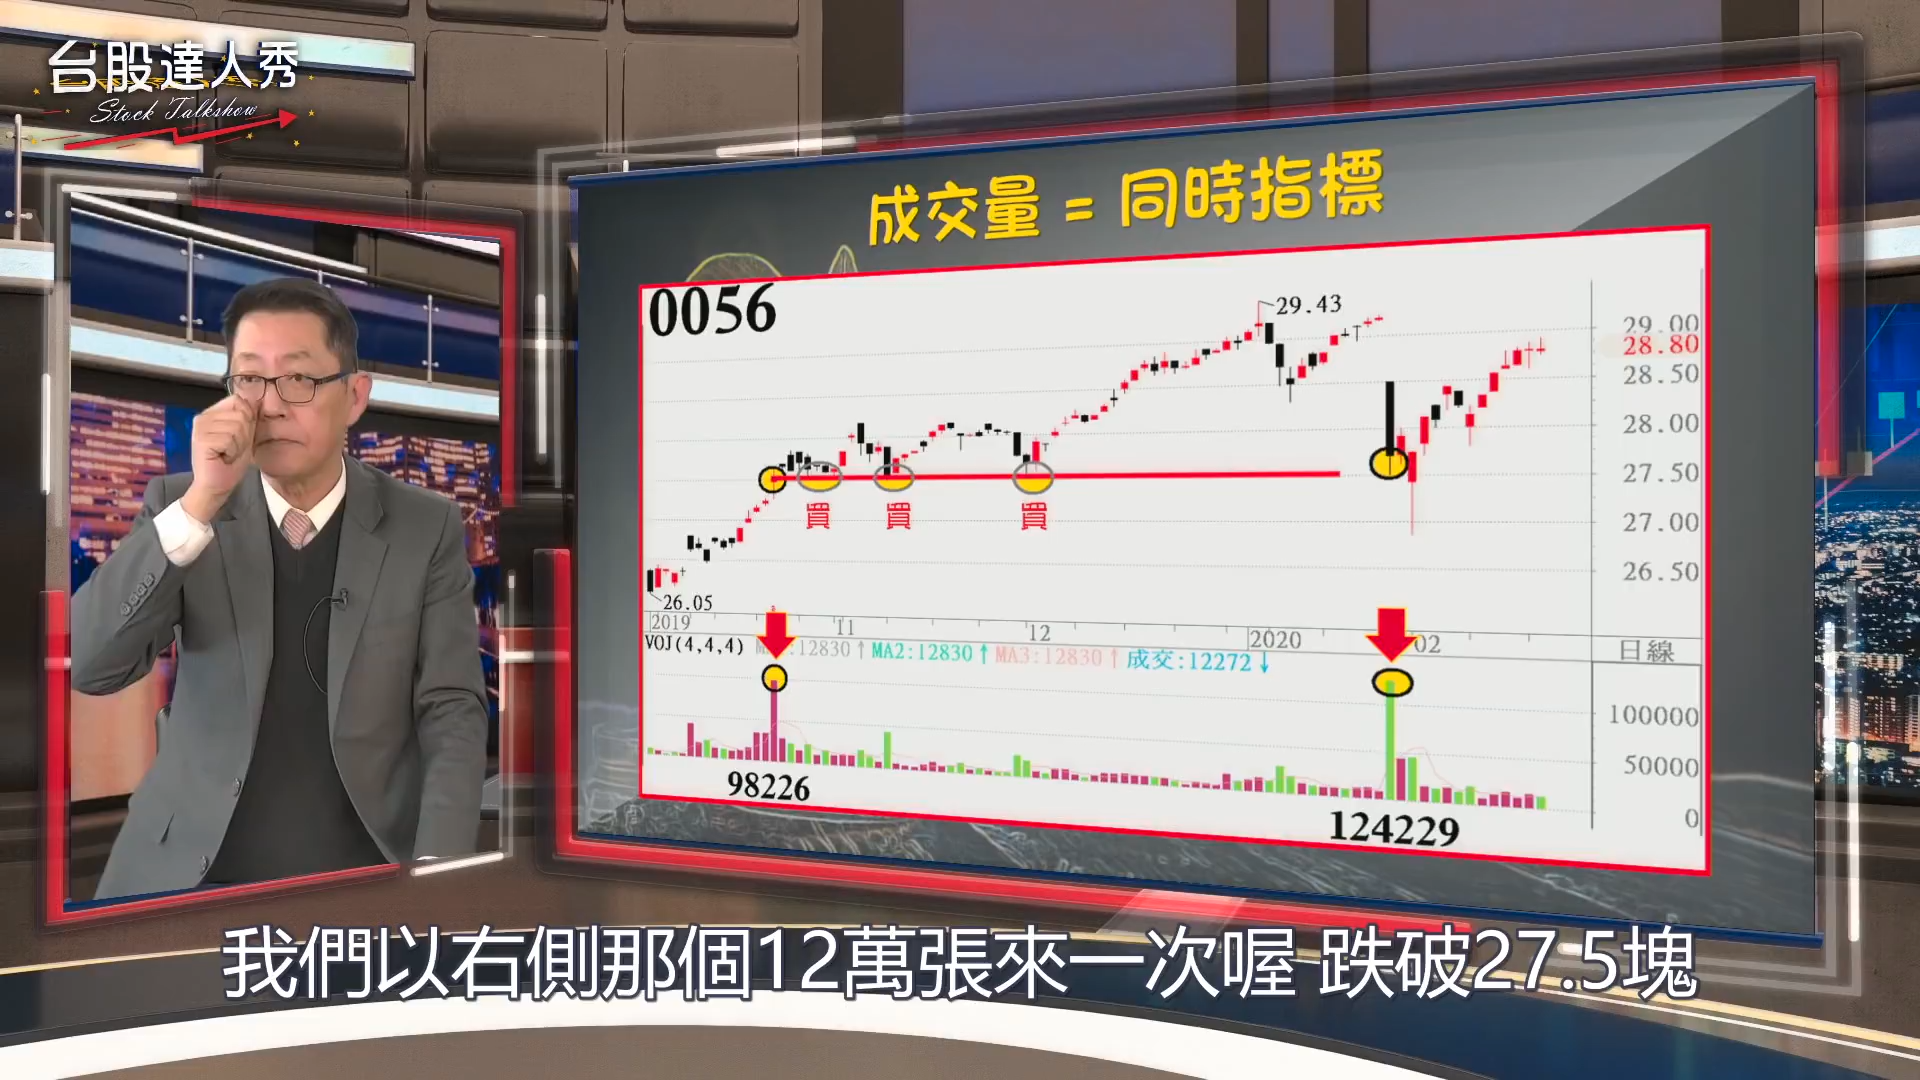 台股達人秀
Stock Talkshow
成交量 = 同時指標
0056
29.43
29.00
28.80
28.50
28.00
27.50
27.00
26.50
買
買
買
26.05
2019
11
12
2020
02
日線
VOJ(4,4,4)
:12830↑ MA2:12830↑ MA3:12830↑ 成交:12272↓
100000
50000
0
98226
124229
我們以右側那個12萬張來一次喔 跌破27.5塊